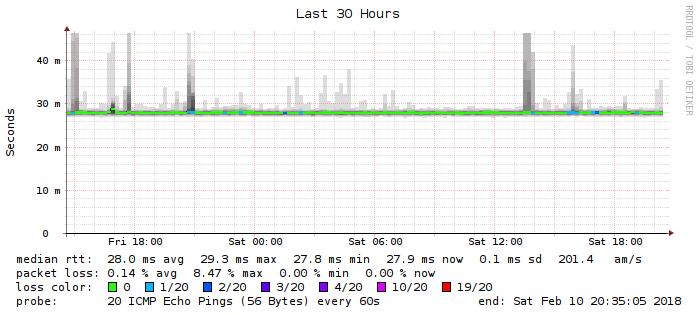 Last 30 Hours
RRDTOOL / TOBI OETIKER
Seconds
40 m
30 m
20 m
10 m
0
Fri 18:00 Sat 00:00 Sat 06:00 Sat 12:00 Sat 18:00
median rtt: 28.0 ms avg 29.3 ms max 27.8 ms min 27.9 ms now 0.1 ms sd 201.4 am/s
packet loss: 0.14 % avg 8.47 % max 0.00 % min 0.00 % now
loss color: 0 1/20 2/20 3/20 4/20 10/20 19/20
probe: 20 ICMP Echo Pings (56 Bytes) every 60s end: Sat Feb 10 20:35:05 2018